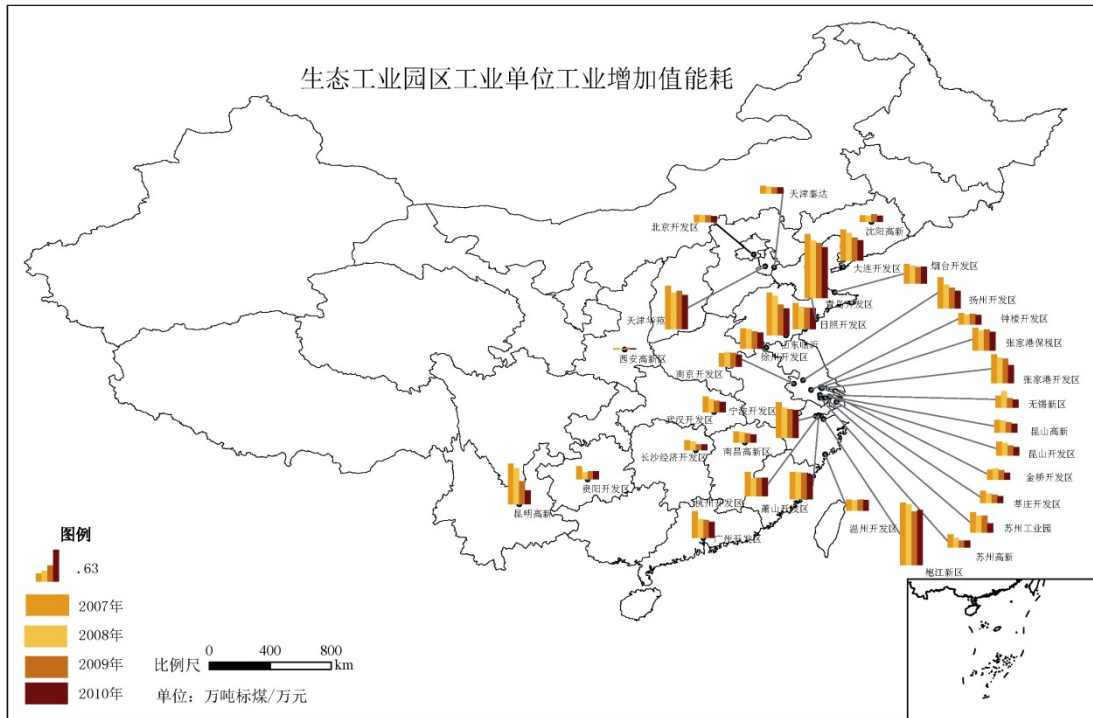 生态工业园区工业单位工业增加值能耗
天津泰达
北京开发区
沈阳高新
大连开发区
烟台开发区
青岛开发区
扬州开发区
天津华苑
日照开发区
钟楼开发区
山东临沂
张家港保税区
西安高新区
徐州开发区
南京开发区
张家港开发区
无锡新区
宁波开发区
武汉开发区
昆山高新
南昌高新区
长沙经济开发区
昆山开发区
金桥开发区
贵阳开发区
莘庄开发区
杭州开发区
萧山开发区
昆明高新
温州开发区
苏州工业园
广州开发区
苏州高新
袍江新区
图例
.63
2007年
2008年
2009年
2010年
比例尺
0 400 800
km
单位：万吨标煤/万元